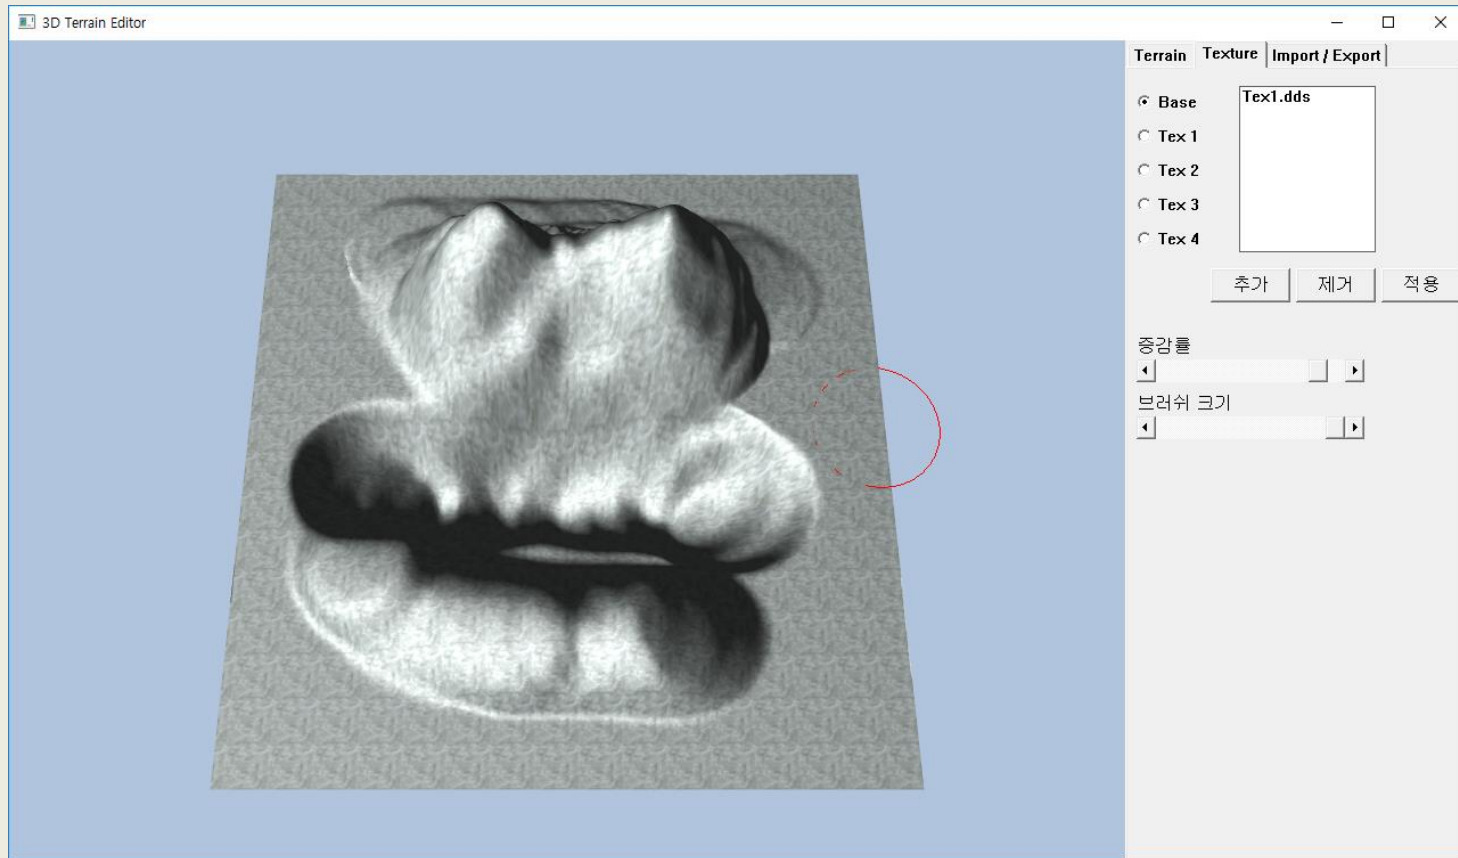 3D Terrain Editor
Terrain Texture Import / Export
Base
Tex 1
Tex 2
Tex 3
Tex 4
Tex1.dds
추가 제거 적용
증감률
브러쉬 크기